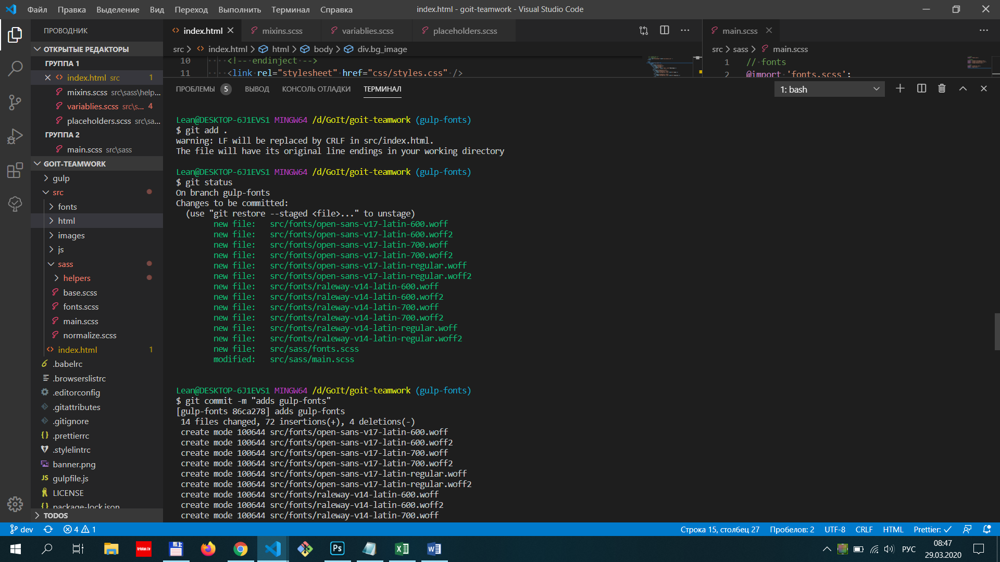 Файл Правка Выделение Вид Переход Выполнить Терминал Справка
index.html - goit-teamwork - Visual Studio Code
ПРОВОДНИК
ОТКРЫТЫЕ РЕДАКТОРЫ
ГРУППА 1
index.html src 1
mixins.scss src\sass\help...
variablies.scss src\s... 4
placeholders.scss src\sa...
ГРУППА 2
main.scss src\sass
GOIT-TEAMWORK
gulp
src
fonts
html
images
js
sass
helpers
base.scss
fonts.scss
main.scss
normalize.scss
index.html 1
.babelrc
.browserslistrc
.editorconfig
.gitattributes
.gitignore
.prettierrc
.stylelintrc
banner.png
gulpfile.js
LICENSE
package-lock.json
TODOS
index.html mixins.scss variablies.scss placeholders.scss
src > index.html > html > body > div.bg_image
10 <!-- endinject -->
11 <link rel="stylesheet" href="css/styles.css" />
main.scss
src > sass > main.scss
1 // fonts
2 @import 'fonts.scss';
ПРОБЛЕМЫ 5 ВЫВОД КОНСОЛЬ ОТЛАДКИ ТЕРМИНАЛ
1: bash
Lean@DESKTOP-6J1EVS1 MINGW64 /d/GoIt/goit-teamwork (gulp-fonts)
$ git add .
warning: LF will be replaced by CRLF in src/index.html.
The file will have its original line endings in your working directory
Lean@DESKTOP-6J1EVS1 MINGW64 /d/GoIt/goit-teamwork (gulp-fonts)
$ git status
On branch gulp-fonts
Changes to be committed:
(use "git restore --staged <file>..." to unstage)
new file: src/fonts/open-sans-v17-latin-600.woff
new file: src/fonts/open-sans-v17-latin-600.woff2
new file: src/fonts/open-sans-v17-latin-700.woff
new file: src/fonts/open-sans-v17-latin-700.woff2
new file: src/fonts/open-sans-v17-latin-regular.woff
new file: src/fonts/open-sans-v17-latin-regular.woff2
new file: src/fonts/raleway-v14-latin-600.woff
new file: src/fonts/raleway-v14-latin-600.woff2
new file: src/fonts/raleway-v14-latin-700.woff
new file: src/fonts/raleway-v14-latin-700.woff2
new file: src/fonts/raleway-v14-latin-regular.woff
new file: src/fonts/raleway-v14-latin-regular.woff2
new file: src/sass/fonts.scss
modified: src/sass/main.scss
Lean@DESKTOP-6J1EVS1 MINGW64 /d/GoIt/goit-teamwork (gulp-fonts)
$ git commit -m "adds gulp-fonts"
[gulp-fonts 86ca278] adds gulp-fonts
14 files changed, 72 insertions(+), 4 deletions(-)
create mode 100644 src/fonts/open-sans-v17-latin-600.woff
create mode 100644 src/fonts/open-sans-v17-latin-600.woff2
create mode 100644 src/fonts/open-sans-v17-latin-700.woff
create mode 100644 src/fonts/open-sans-v17-latin-700.woff2
create mode 100644 src/fonts/open-sans-v17-latin-regular.woff
create mode 100644 src/fonts/open-sans-v17-latin-regular.woff2
create mode 100644 src/fonts/raleway-v14-latin-600.woff
create mode 100644 src/fonts/raleway-v14-latin-600.woff2
create mode 100644 src/fonts/raleway-v14-latin-700.woff
dev 4 1
Строка 15, столбец 27 Пробелов: 2 UTF-8 CRLF HTML Prettier: ✓
РУС
08:47
29.03.2020